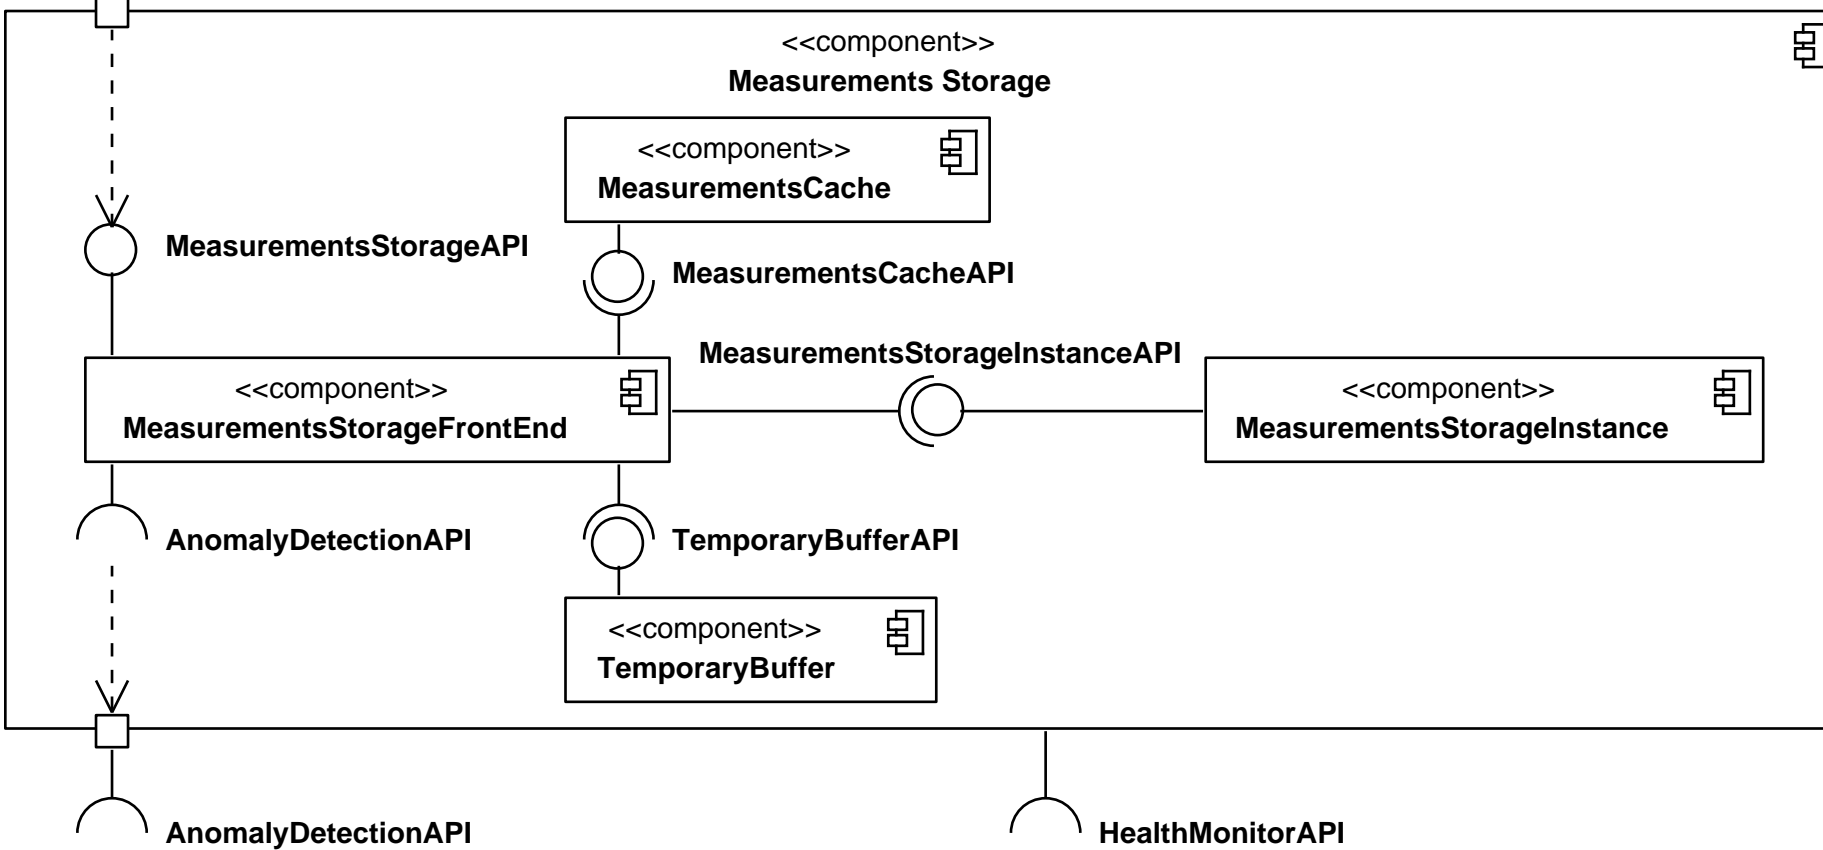 <<component>>
Measurements Storage
<<component>>
MeasurementsCache
MeasurementsStorageAPI
MeasurementsCacheAPI
MeasurementsStorageInstanceAPI
<<component>>
MeasurementsStorageFrontEnd
<<component>>
MeasurementsStorageInstance
AnomalyDetectionAPI
TemporaryBufferAPI
<<component>>
TemporaryBuffer
AnomalyDetectionAPI
HealthMonitorAPI